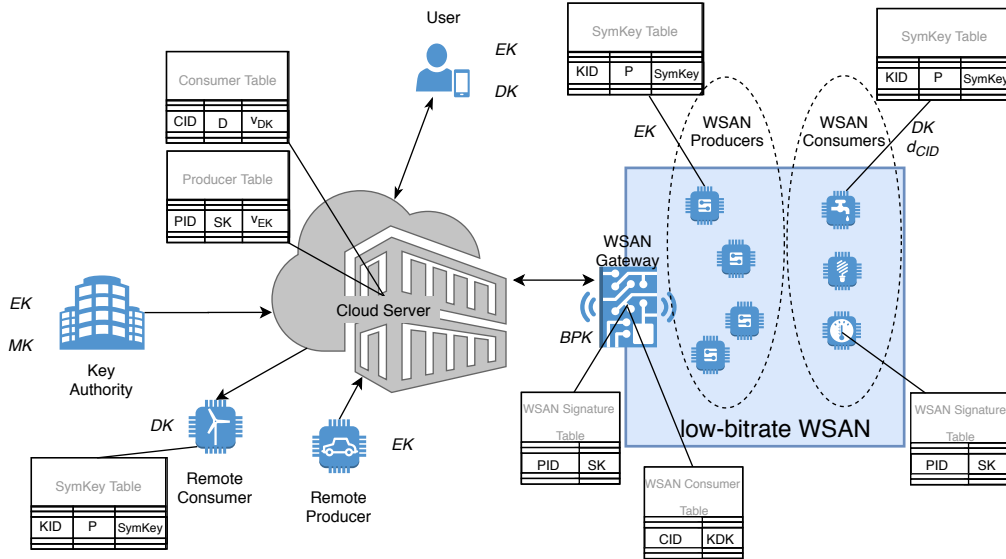 User
EK
DK
Consumer Table
CID D vDK
Producer Table
PID SK vEK
Cloud Server
EK
MK
Key
Authority
DK
Remote
Consumer
SymKey Table
KID P SymKey
EK
Remote
Producer
SymKey Table
KID P SymKey
EK
WSAN
Producers
SymKey Table
KID P SymKey
DK
dCID
WSAN
Consumers
WSAN
Gateway
BPK
low-bitrate WSAN
WSAN Signature
Table
PID SK
WSAN Consumer
Table
CID KDK
WSAN Signature
Table
PID SK